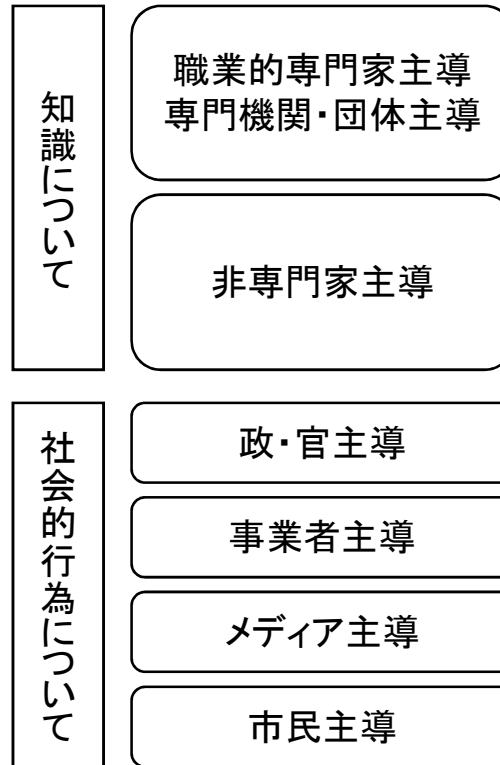 知識について
職業的専門家主導
専門機関・団体主導
非専門家主導
社会的行為について
政・官主導
事業者主導
メディア主導
市民主導